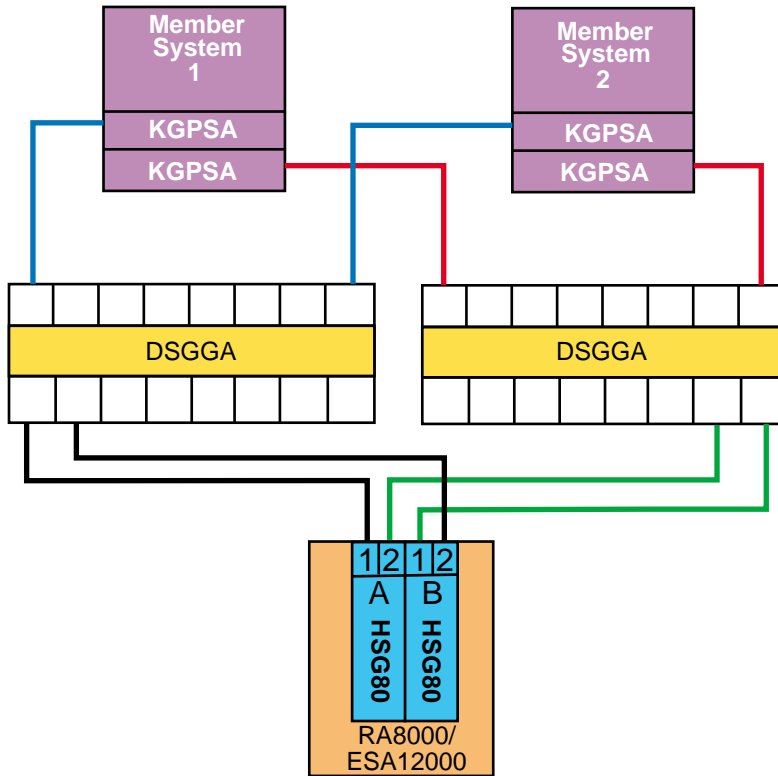 Member
System
1
KGPSA
KGPSA
Member
System
2
KGPSA
KGPSA
DSGGA
DSGGA
1 2 1 2
A B
HSG80 HSG80
RA8000/
ESA12000